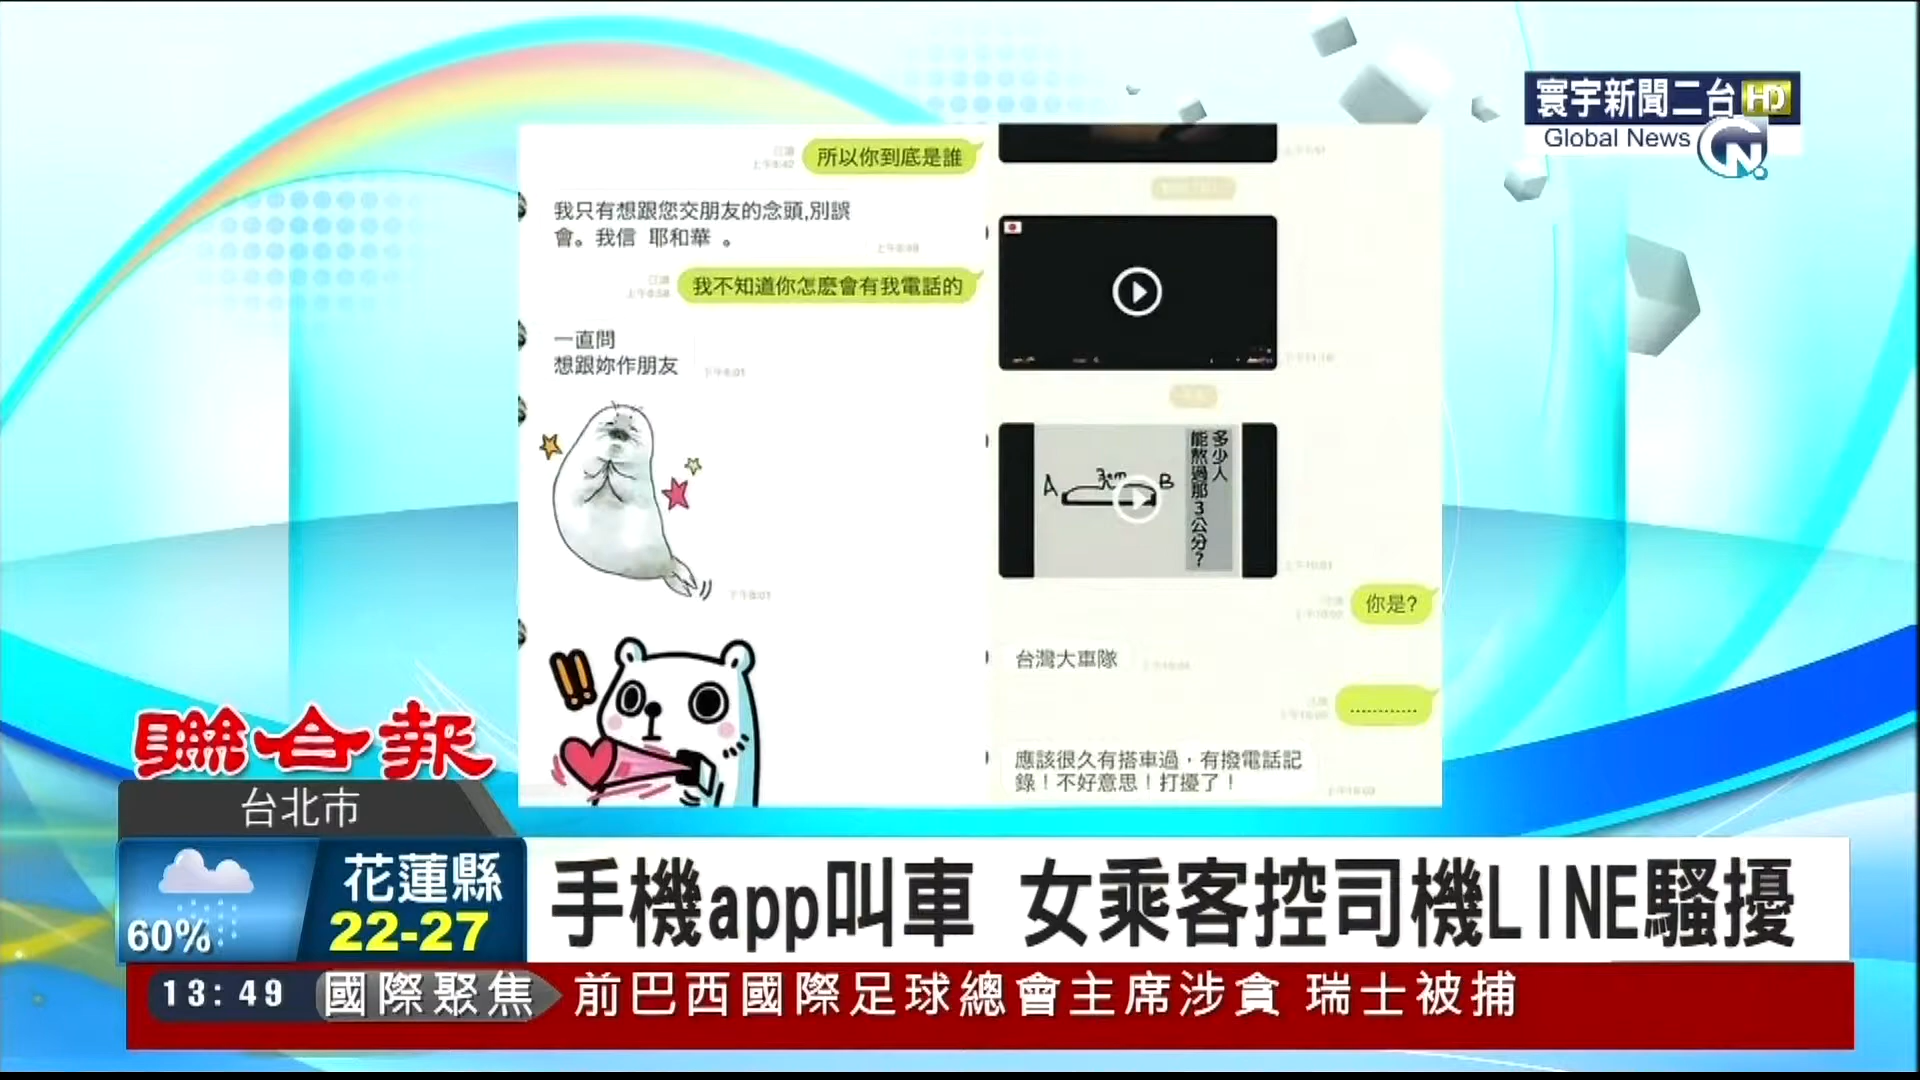 寰宇新聞二台HD
Global News
所以你到底是誰
我只有想跟您交朋友的念頭,別誤
會。我信 耶和華 。
我不知道你怎麼會有我電話的
一直問
想跟妳作朋友
多少人
能熬過那3公分?
A 3cm B
你是?
台灣大車隊
............
應該很久有搭車過,有撥電話記
錄!不好意思!打擾了!
聯合報
台北市
花蓮縣
60%
22-27
手機app叫車 女乘客控司機LINE騷擾
13:49 國際聚焦 前巴西國際足球總會主席涉貪 瑞士被捕